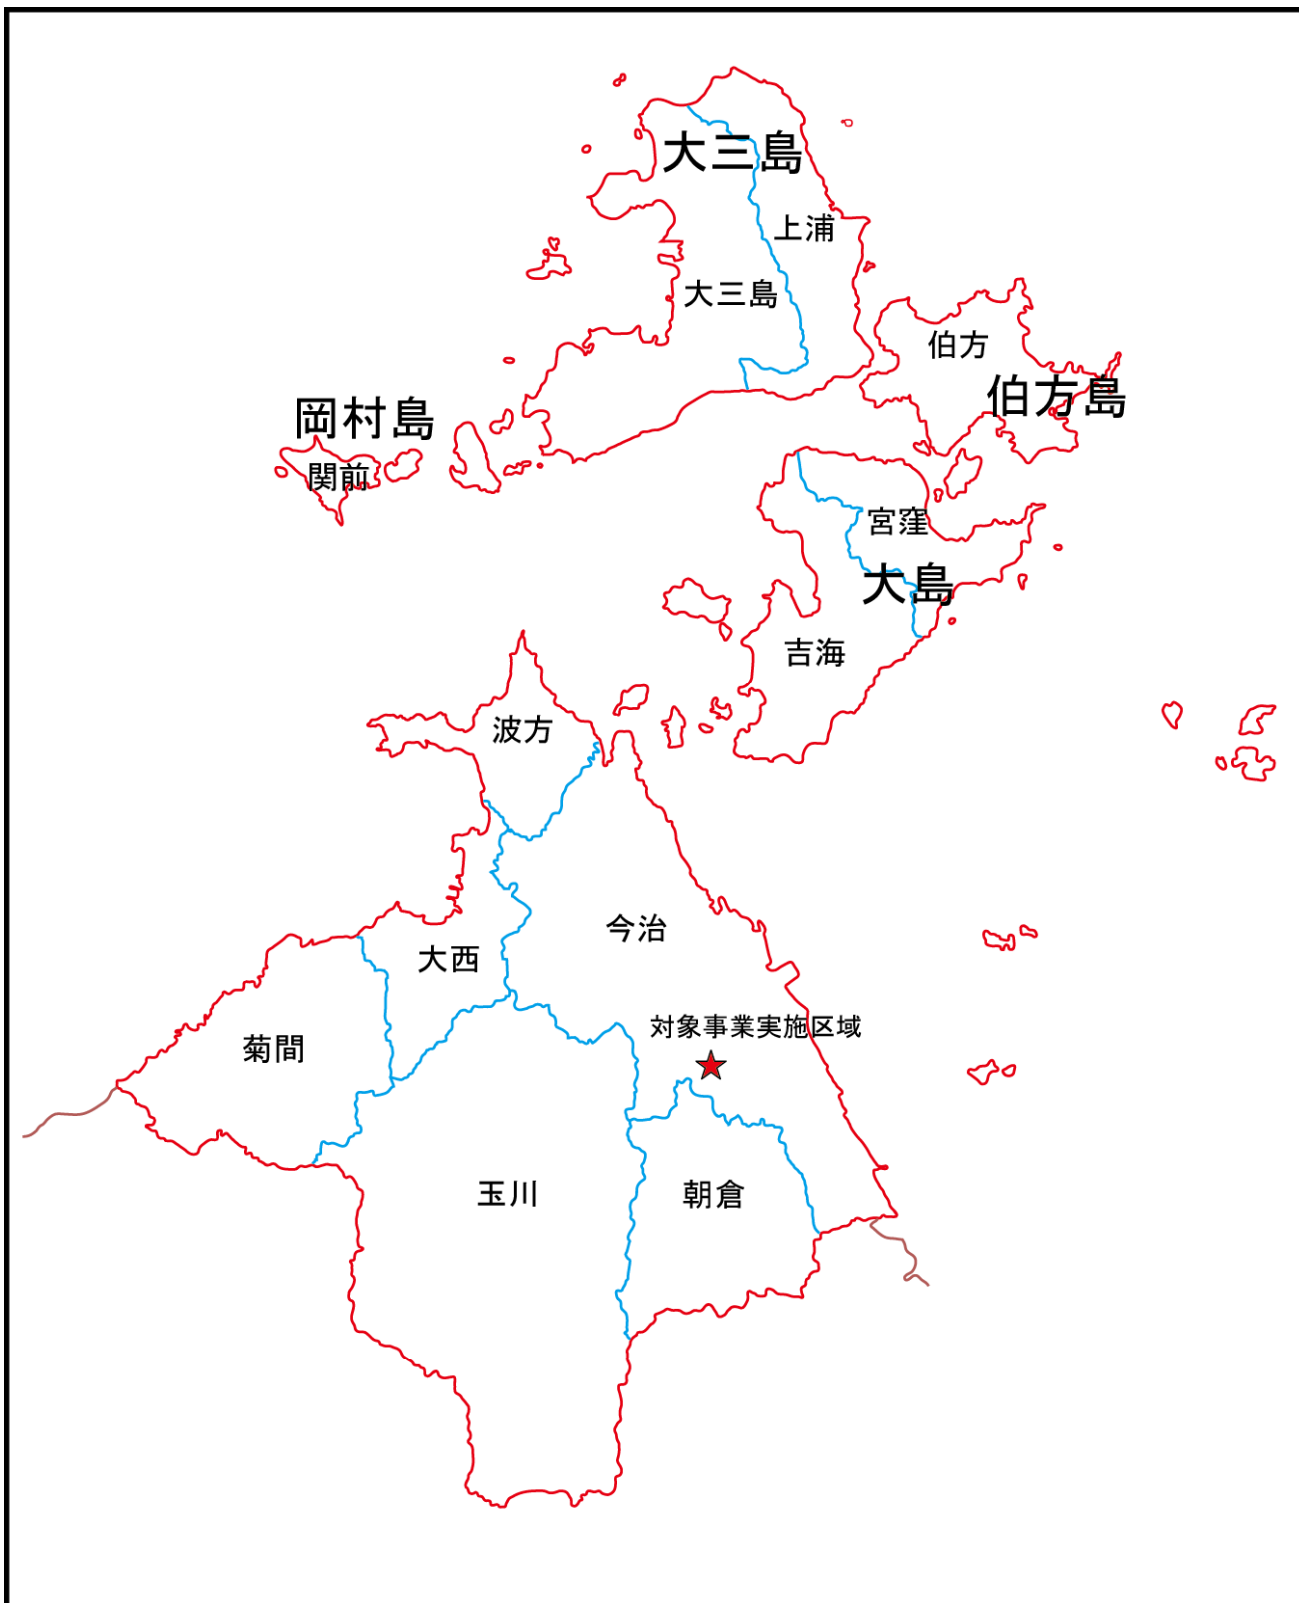 大三島
上浦
大三島
伯方
伯方島
岡村島
関前
宮窪
大島
吉海
波方
今治
大西
対象事業実施区域
菊間
玉川
朝倉